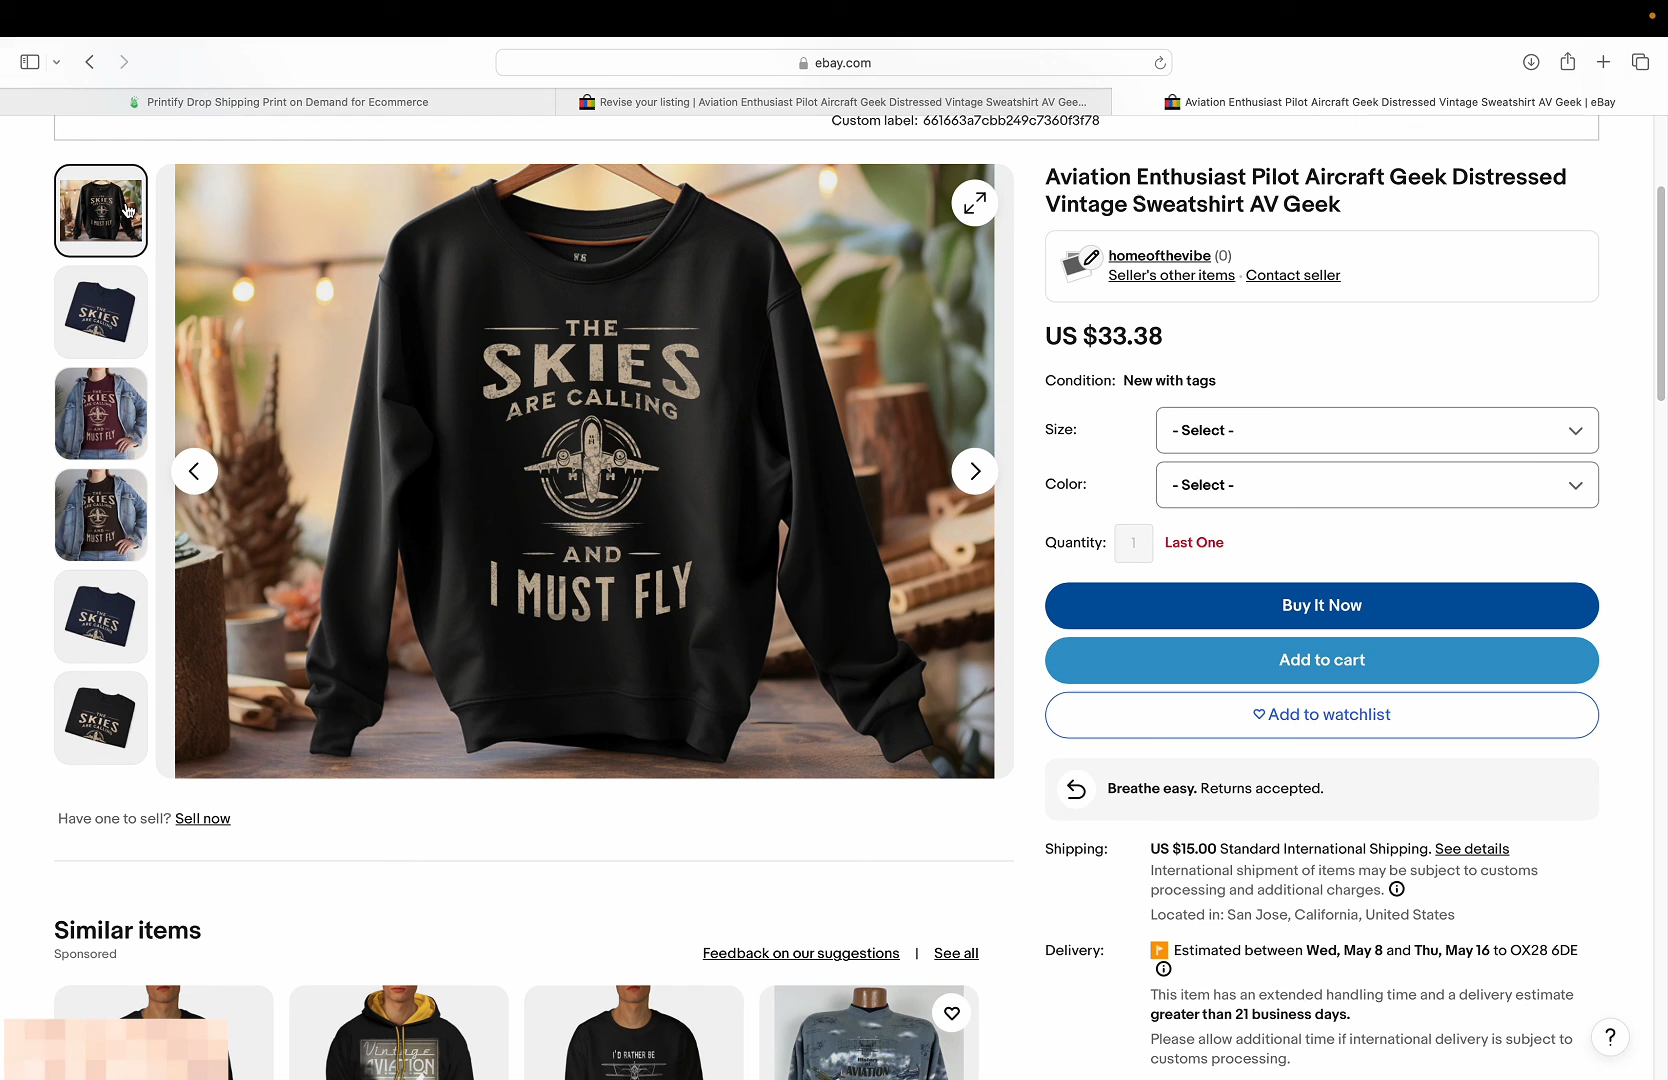 ebay.com
Printify Drop Shipping Print on Demand for Ecommerce
Revise your listing | Aviation Enthusiast Pilot Aircraft Geek Distressed Vintage Sweatshirt AV Gee...
Aviation Enthusiast Pilot Aircraft Geek Distressed Vintage Sweatshirt AV Geek | eBay
Custom label: 661663a7cbb249c7360f3f78
THE
SKIES
ARE CALLING
AND
I MUST FLY
Aviation Enthusiast Pilot Aircraft Geek Distressed
Vintage Sweatshirt AV Geek
homeofthevibe (0)
Seller's other items · Contact seller
US $33.38
Condition: New with tags
Size: - Select -
Color: - Select -
Quantity: 1 Last One
Buy It Now
Add to cart
Add to watchlist
Breathe easy. Returns accepted.
Shipping: US $15.00 Standard International Shipping. See details
International shipment of items may be subject to customs
processing and additional charges.
Located in: San Jose, California, United States
Delivery: Estimated between Wed, May 8 and Thu, May 16 to OX28 6DE
This item has an extended handling time and a delivery estimate
greater than 21 business days.
Please allow additional time if international delivery is subject to
customs processing.
?
Have one to sell? Sell now
Similar items
Sponsored
Feedback on our suggestions | See all
Vintage
AVIATION
I'D RATHER BE
AVIATION